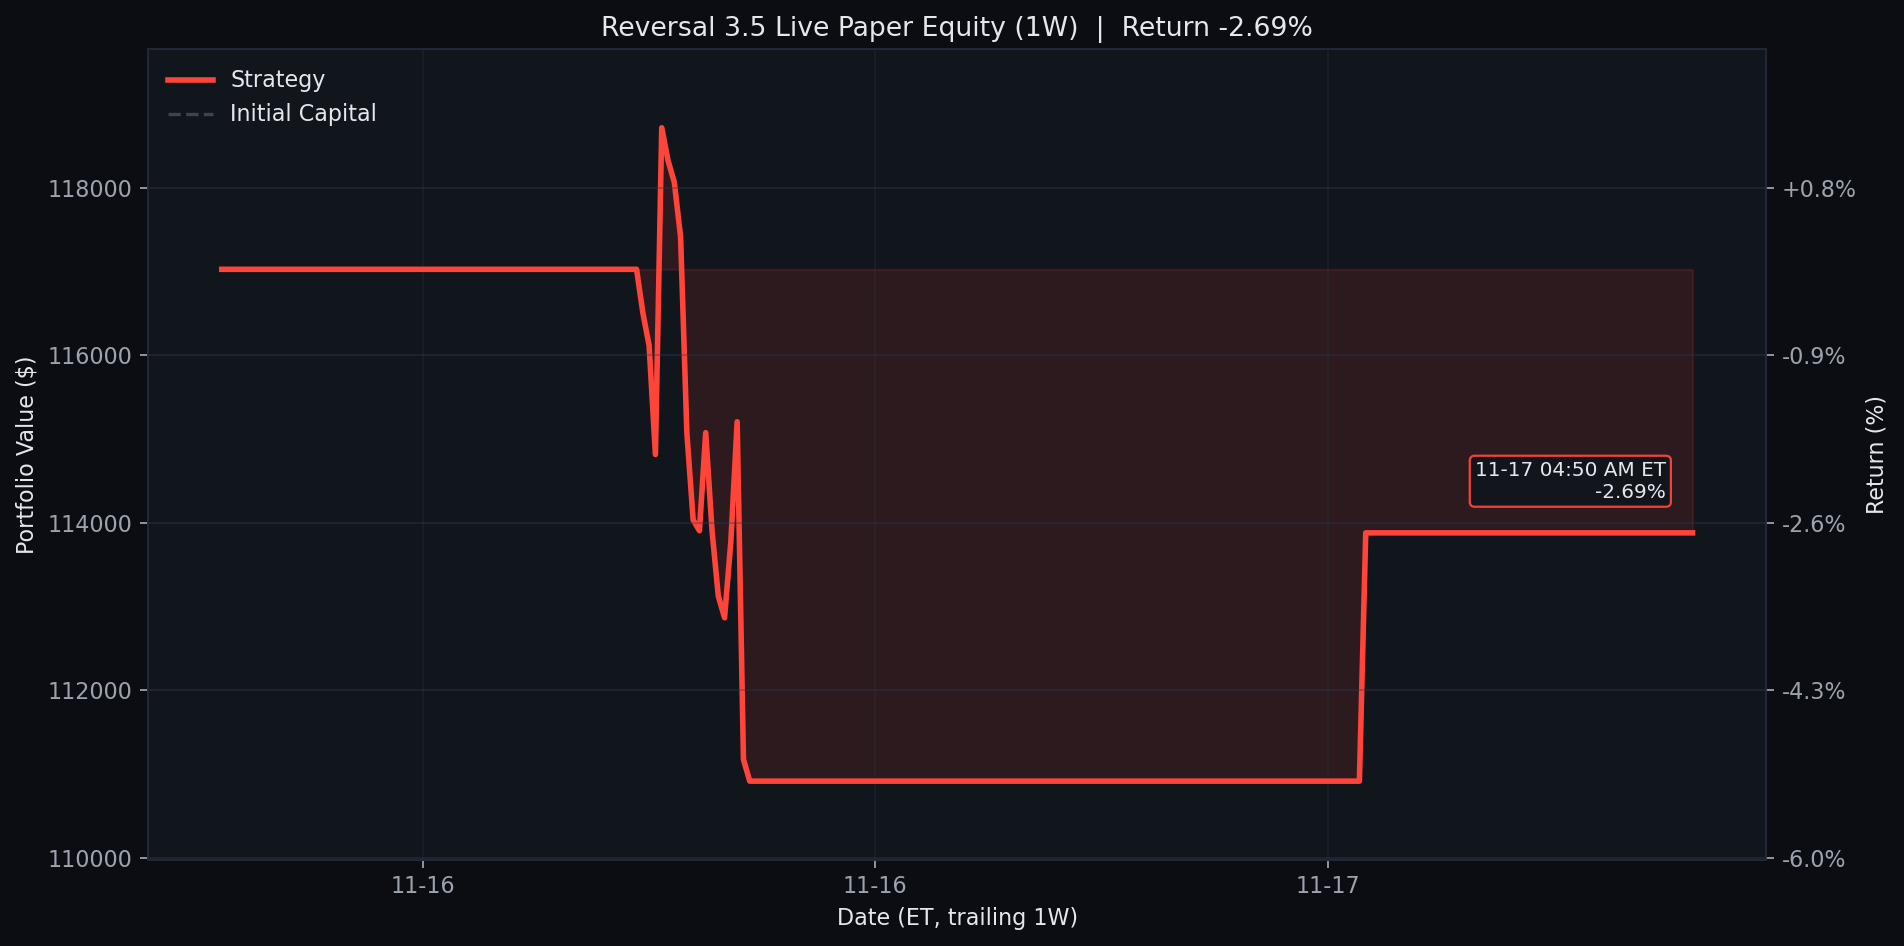 Reversal 3.5 Live Paper Equity (1W)  |  Return -2.69%
Strategy
Initial Capital
118000
116000
114000
112000
110000
Portfolio Value ($)
+0.8%
-0.9%
-2.6%
-4.3%
-6.0%
Return (%)
11-17 04:50 AM ET
-2.69%
11-16
11-16
11-17
Date (ET, trailing 1W)